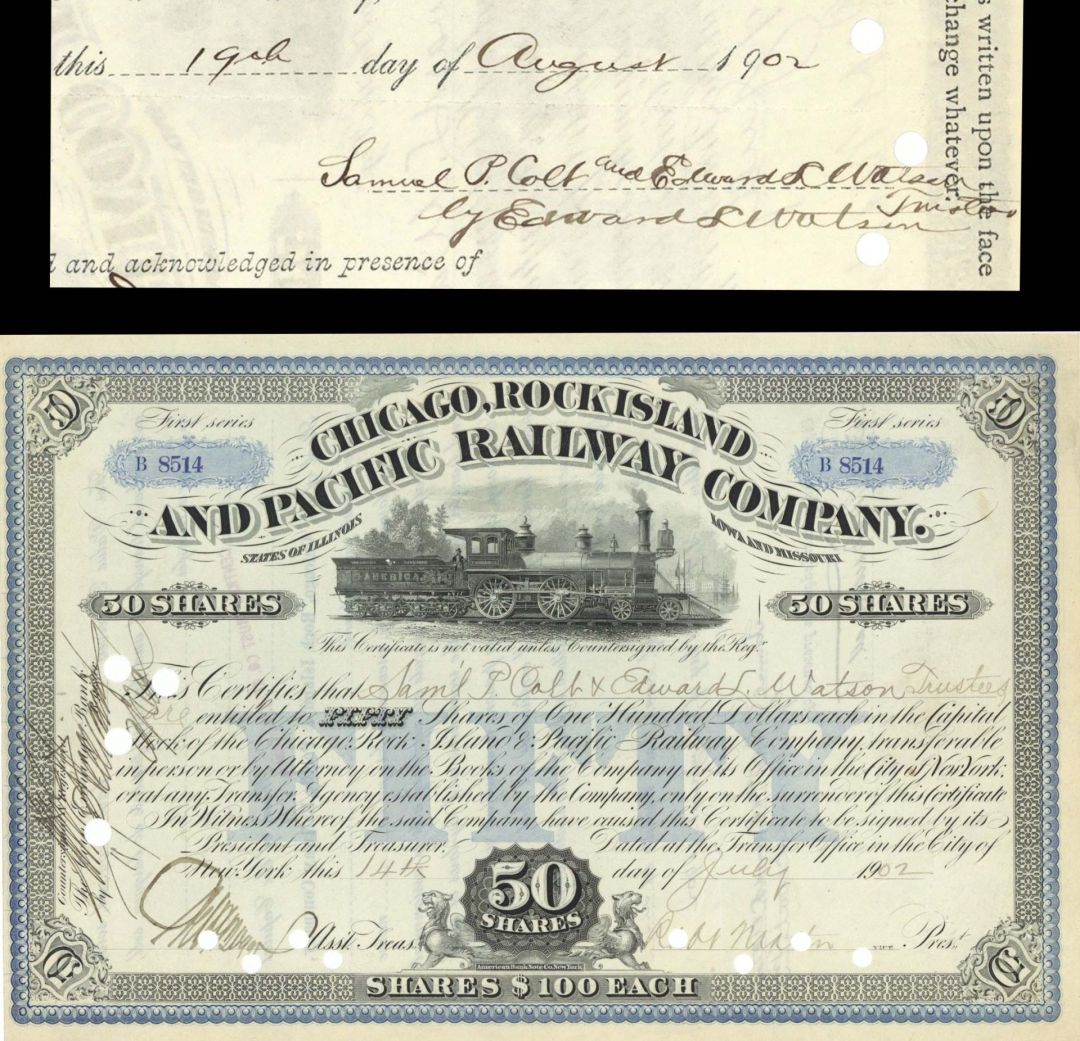 this 19th day of August 1902
Samuel P. Colt and Edward L Watson
Trustees
by Edward L Watson
and acknowledged in presence of
s written upon the face
change whatever.
First series
First series
B 8514
B 8514
CHICAGO, ROCK ISLAND
AND PACIFIC RAILWAY COMPANY.
STATES OF ILLINOIS
IOWA AND MISSOURI
AMERICA
50 SHARES
50 SHARES
This Certificate is not valid unless Countersigned by the Regr.
This Certifies that Sam'l P. Colt & Edward L. Watson Trustees
are entitled to FIFTY Shares of One Hundred Dollars each in the Capital
Stock of the Chicago, Rock Island & Pacific Railway Company, transferable
in person or by Attorney on the Books of the Company at its Office in the City of New York;
or at any Transfer Agency established by the Company, only on the surrender of this Certificate
In Witness Whereof the said Company have caused this Certificate to be signed by its
President and Treasurer. Dated at the Transfer Office in the City of
New York this 14th day of July 1902
FIFTY
50
SHARES
Asst. Treas.
VICE Prest.
American Bank Note Co. New York
SHARES $100 EACH